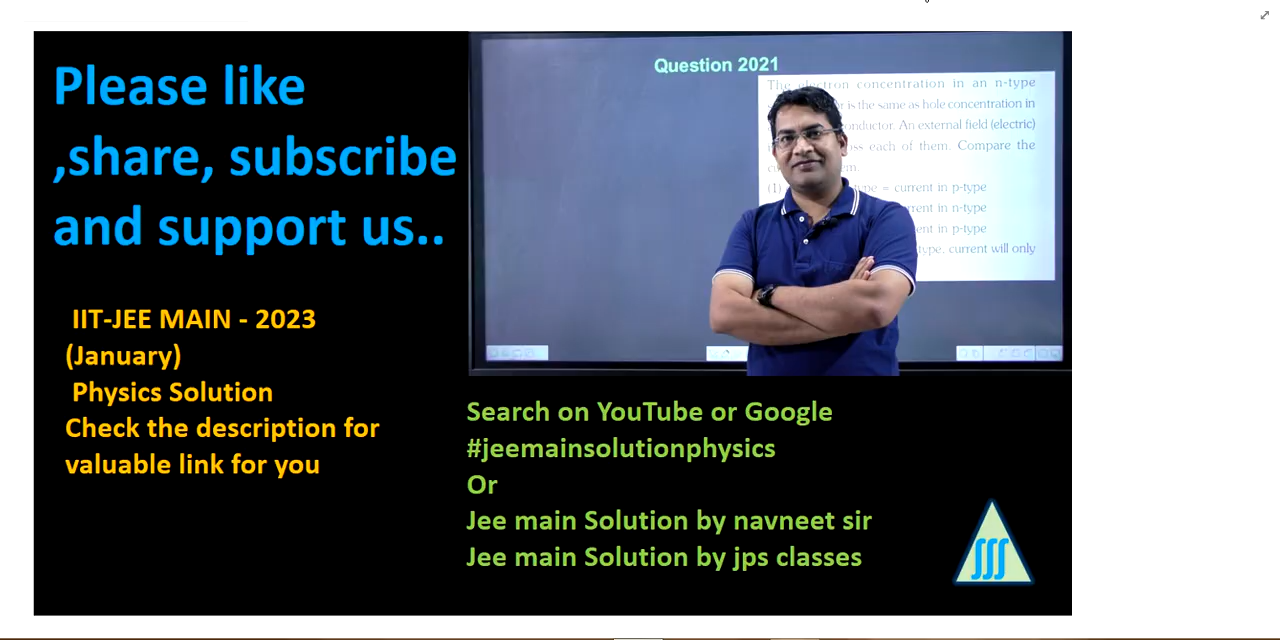 Please like
,share, subscribe
and support us..
IIT-JEE MAIN - 2023
(January)
Physics Solution
Check the description for
valuable link for you
Question 2021
The electron concentration in an n-type
is the same as hole concentration in
An external field (electric)
each of them. Compare the
(1) = current in p-type
in n-type
in p-type
current will only
Search on YouTube or Google
#jeemainsolutionphysics
Or
Jee main Solution by navneet sir
Jee main Solution by jps classes
∫∫∫